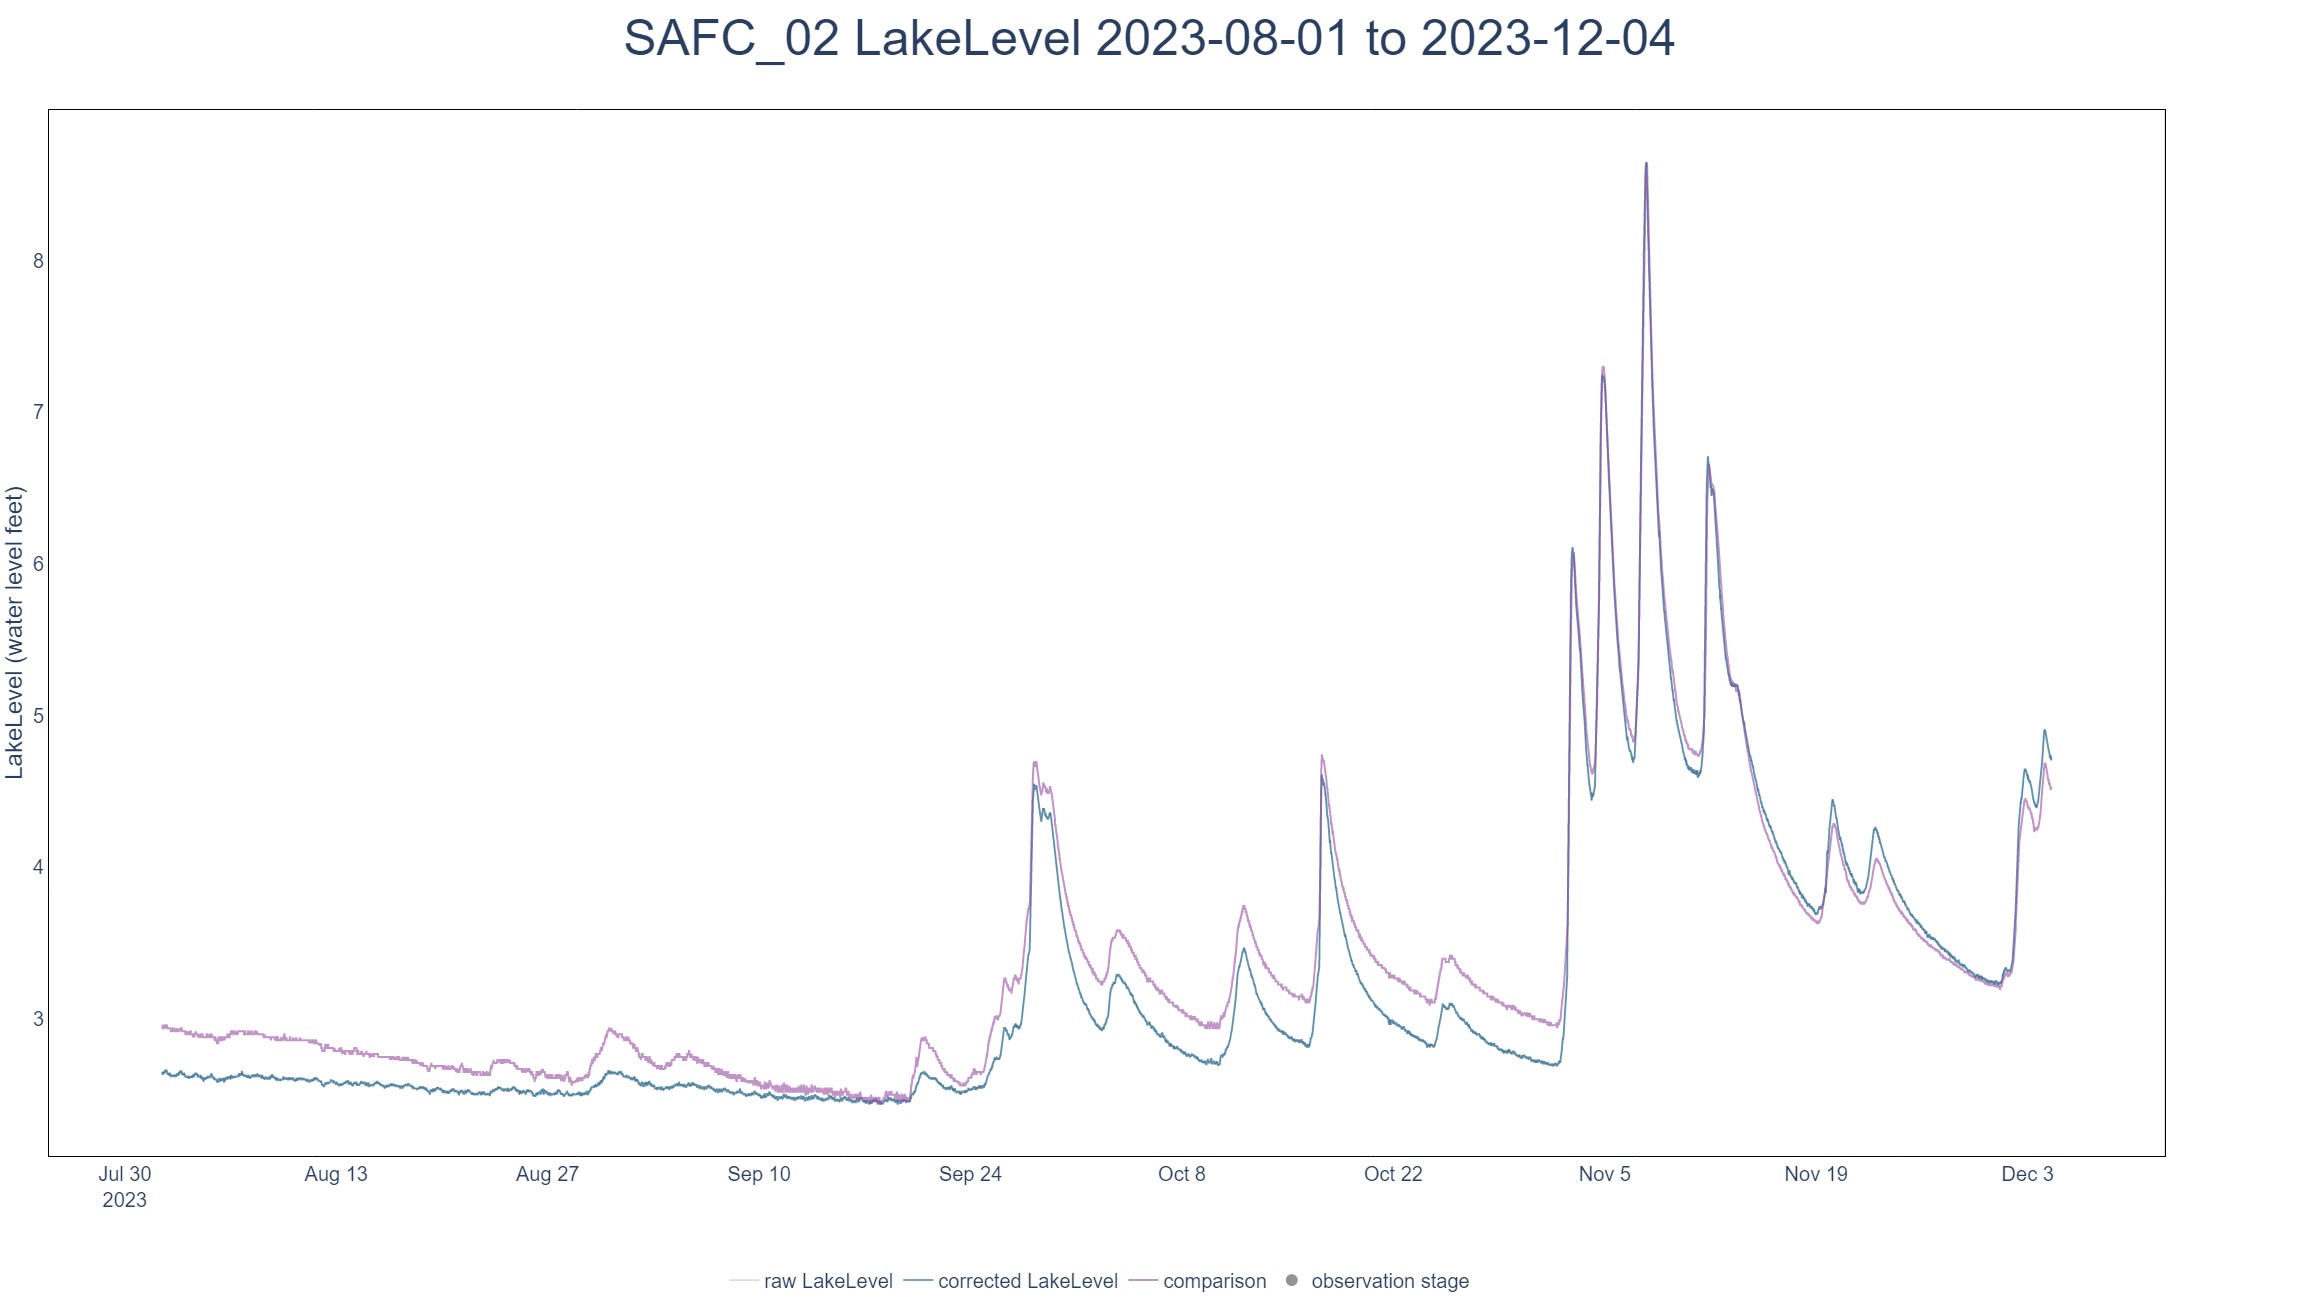 SAFC_02 LakeLevel 2023-08-01 to 2023-12-04
LakeLevel (water level feet)
8
7
6
5
4
3
Jul 30 Aug 13 Aug 27 Sep 10 Sep 24 Oct 8 Oct 22 Nov 5 Nov 19 Dec 3
2023
raw LakeLevel corrected LakeLevel comparison observation stage